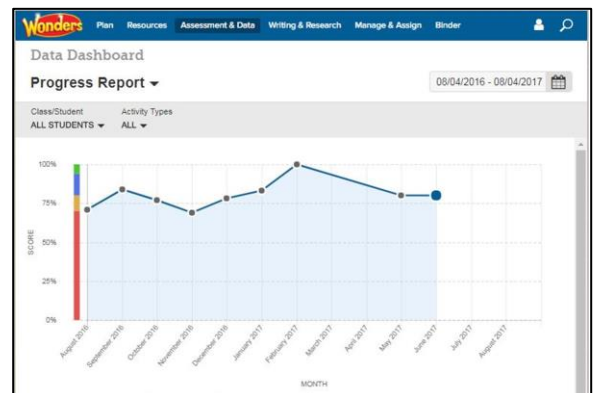 Wonders Plan Resources Assessment & Data Writing & Research Manage & Assign Binder
Data Dashboard
Progress Report
08/04/2016 - 08/04/2017
Class/Student Activity Types
ALL STUDENTS ALL
100%
75%
50%
25%
0%
SCORE
August 2016
September 2016
October 2016
November 2016
December 2016
January 2017
February 2017
March 2017
April 2017
May 2017
June 2017
July 2017
August 2017
MONTH